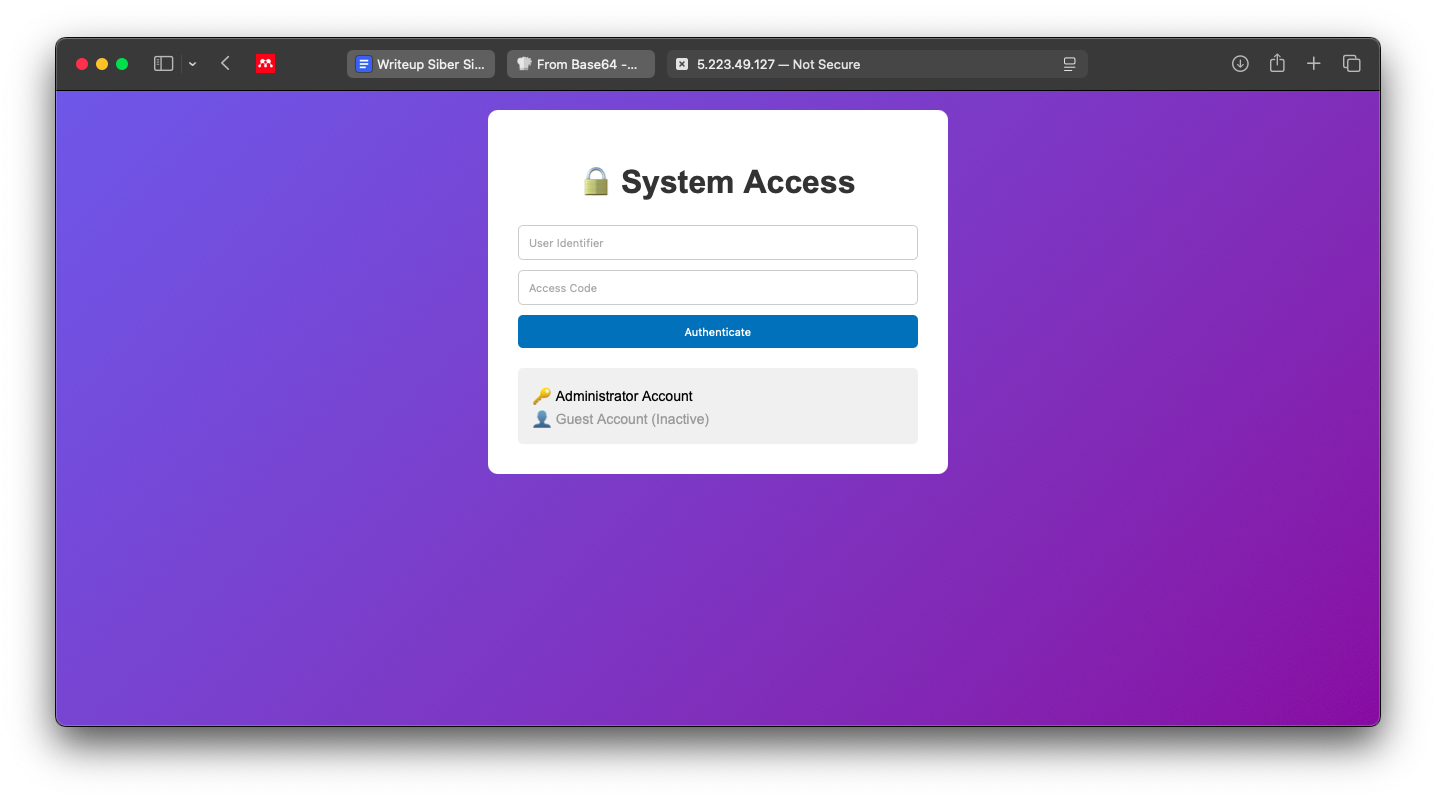 Writeup Siber Si...
From Base64 -...
5.223.49.127 — Not Secure
System Access
User Identifier
Access Code
Authenticate
Administrator Account
Guest Account (Inactive)